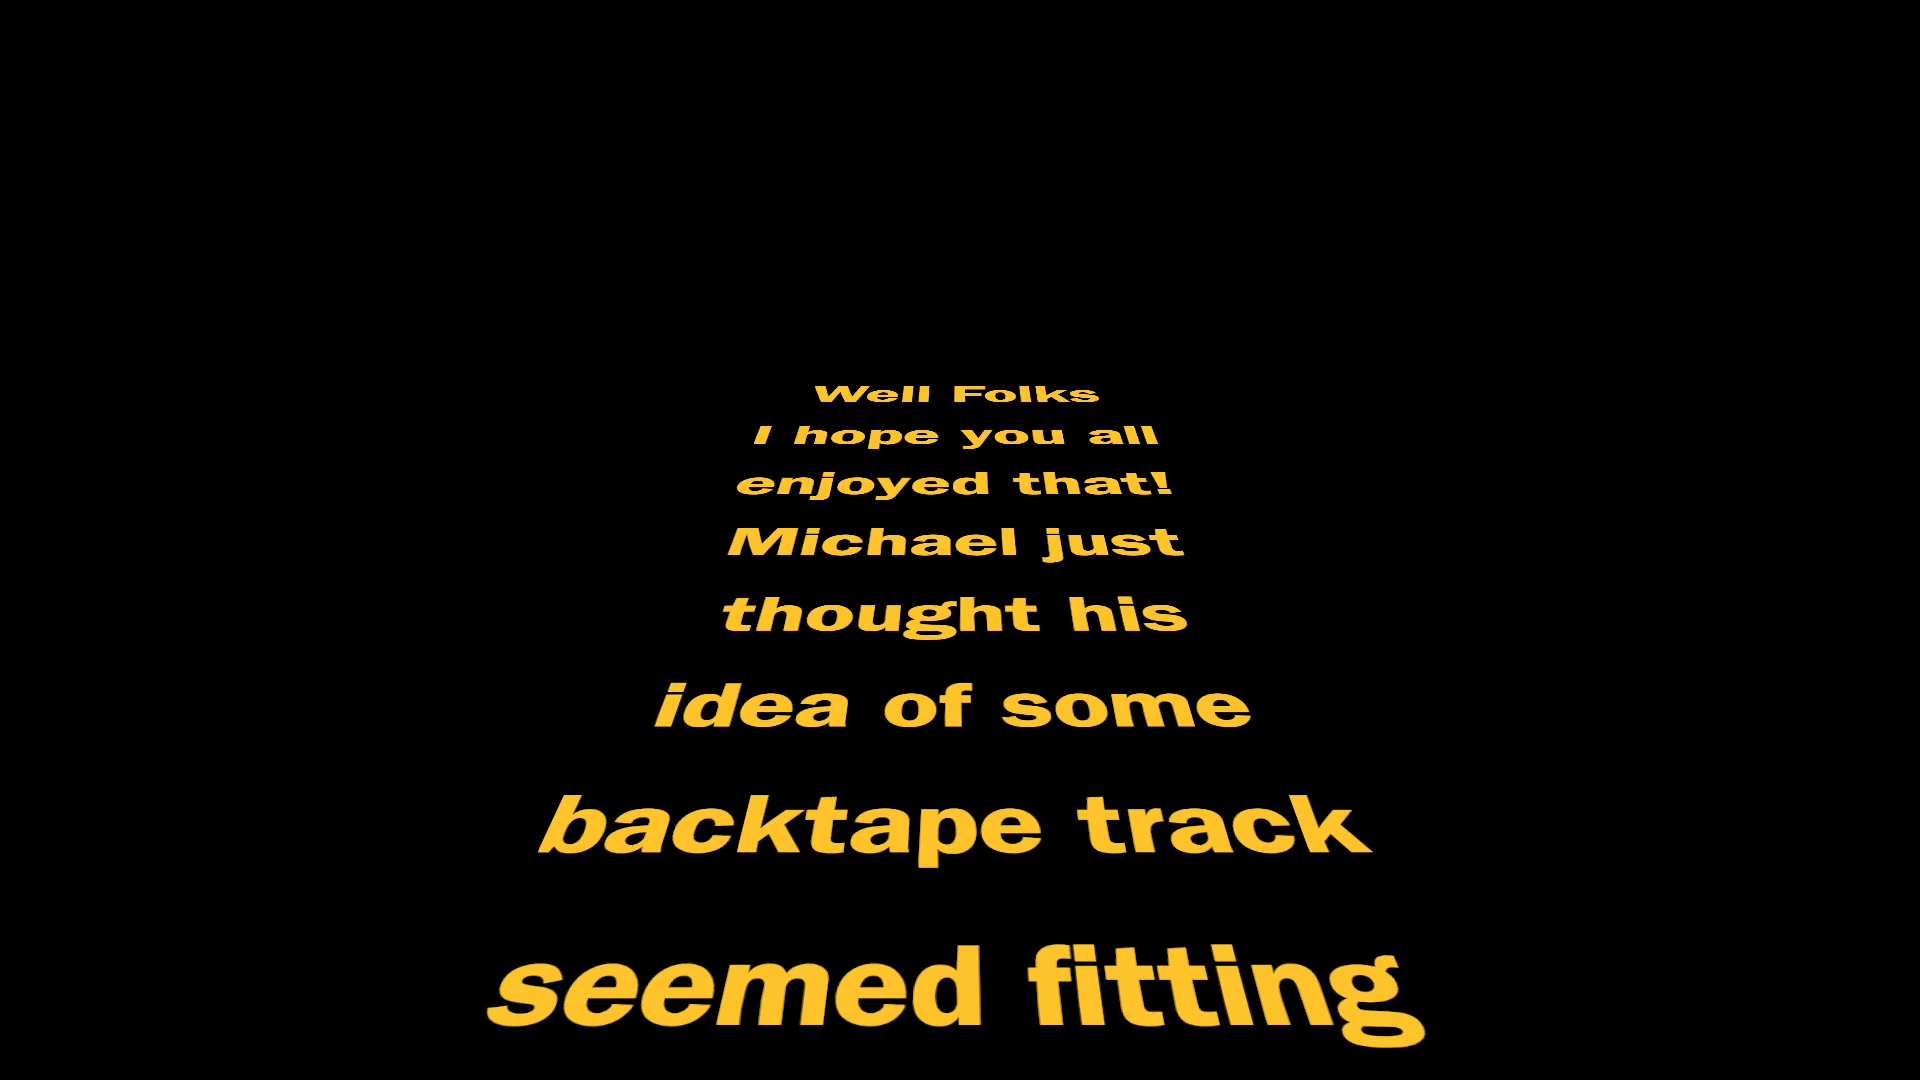 Well Folks
I hope you all
enjoyed that!
Michael just
thought his
idea of some
backtape track
seemed fitting